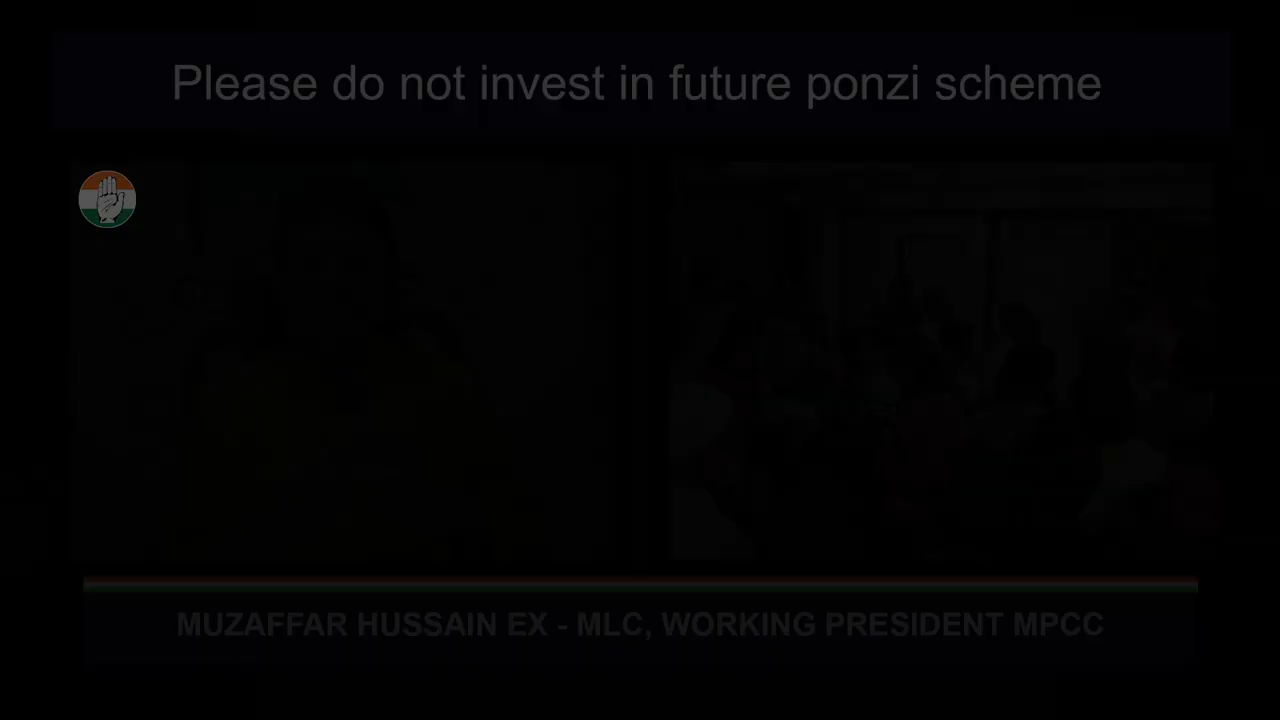 Please do not invest in future ponzi scheme
MUZAFFAR HUSSAIN EX - MLC, WORKING PRESIDENT MPCC